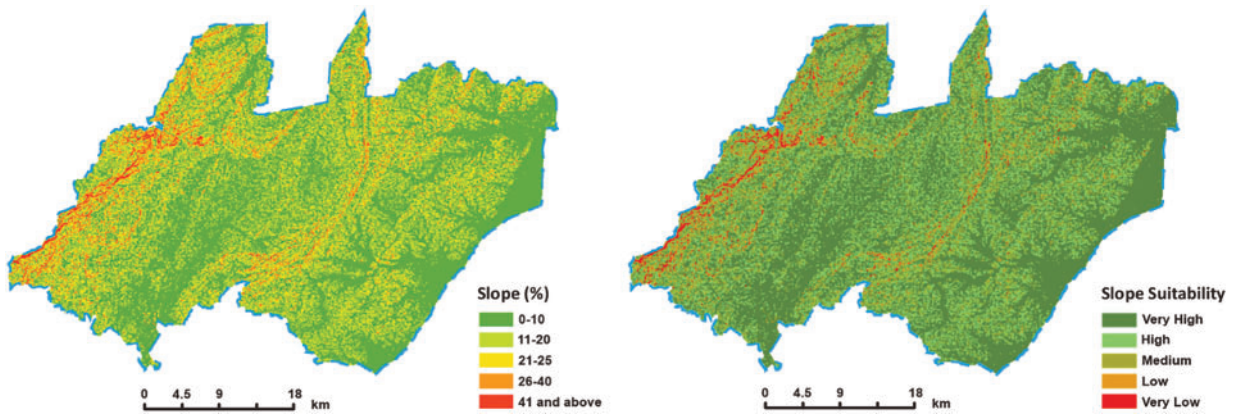 Slope (%)
0-10
11-20
21-25
26-40
41 and above
0 4.5 9 18
km
Slope Suitability
Very High
High
Medium
Low
Very Low
0 4.5 9 18
km